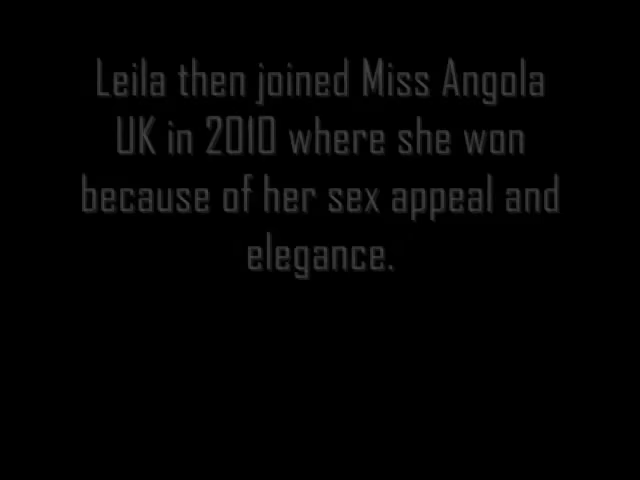 Leila then joined Miss Angola
UK in 2010 where she won
because of her sex appeal and
elegance.